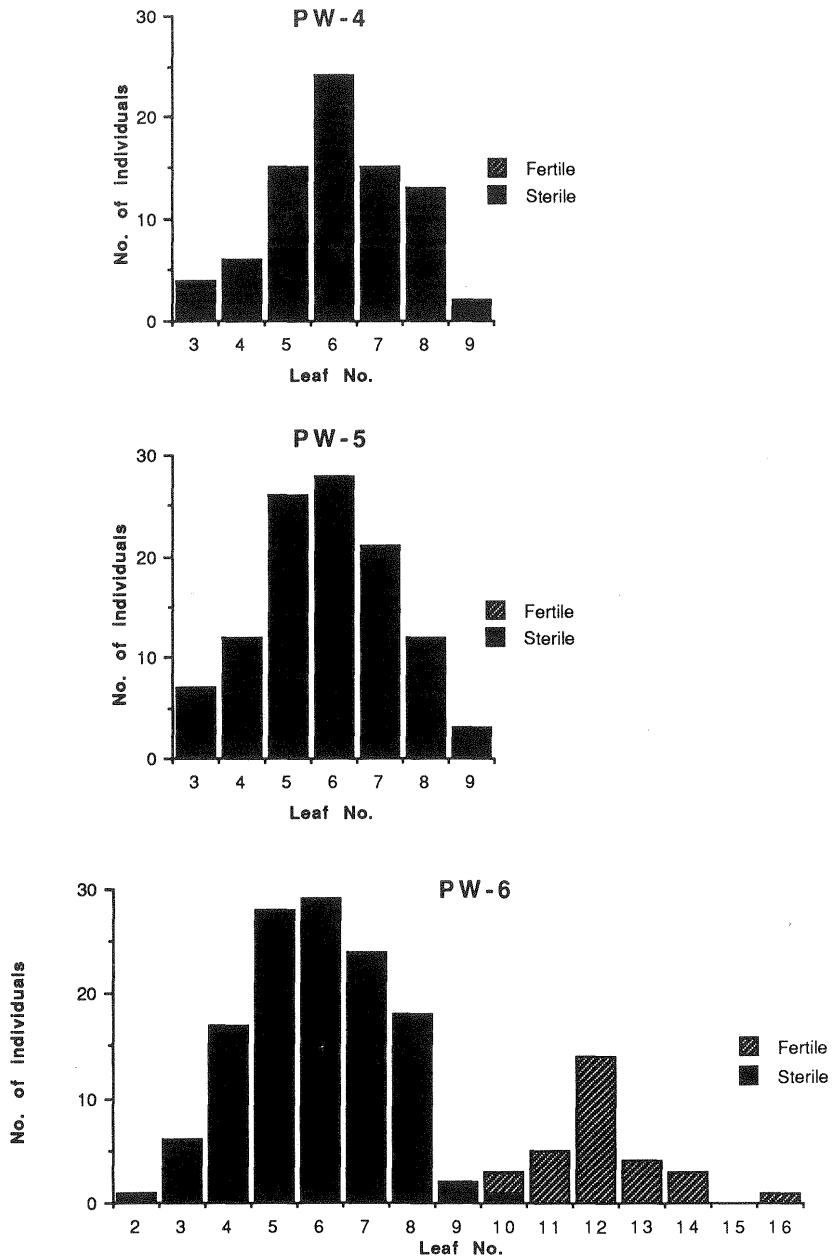 PW-4
30
20
10
0
No. of individuals
Fertile
Sterile
3 4 5 6 7 8 9
Leaf No.
PW-5
30
20
10
0
No. of individuals
Fertile
Sterile
3 4 5 6 7 8 9
Leaf No.
PW-6
30
20
10
0
No. of individuals
Fertile
Sterile
2 3 4 5 6 7 8 9 10 11 12 13 14 15 16
Leaf No.